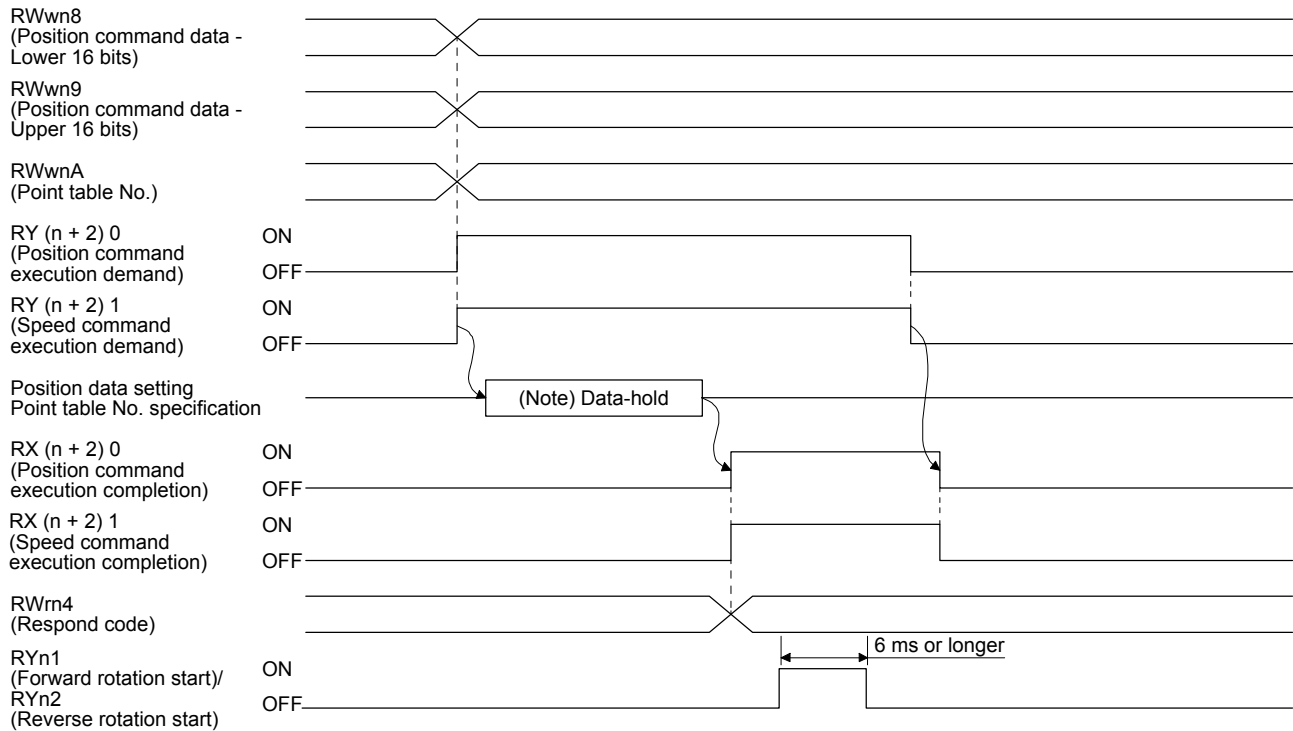 RWwn8
(Position command data -
Lower 16 bits)
RWwn9
(Position command data -
Upper 16 bits)
RWwnA
(Point table No.)
RY (n + 2) 0
(Position command
execution demand)
ON
OFF
RY (n + 2) 1
(Speed command
execution demand)
ON
OFF
Position data setting
Point table No. specification
(Note) Data-hold
RX (n + 2) 0
(Position command
execution completion)
ON
OFF
RX (n + 2) 1
(Speed command
execution completion)
ON
OFF
RWrn4
(Respond code)
RYn1
(Forward rotation start)/
RYn2
(Reverse rotation start)
ON
OFF
6 ms or longer